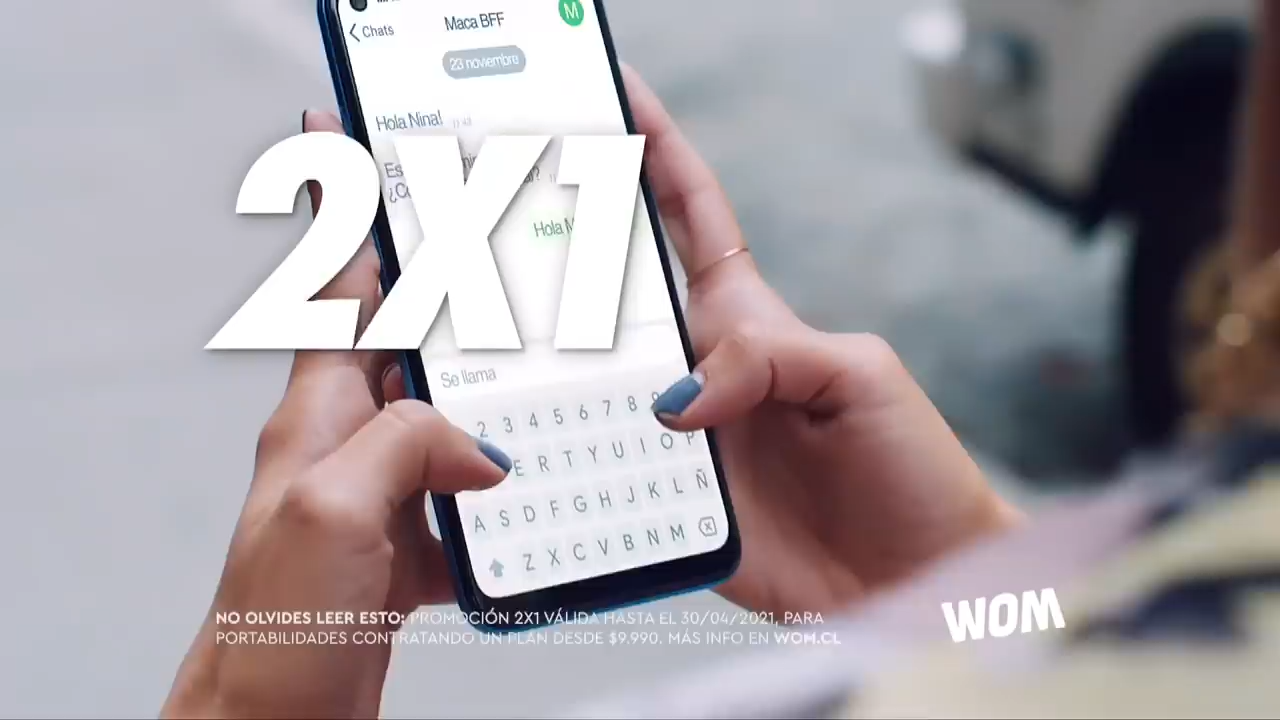 Chats
Maca BFF
M
23 noviembre
Hola Nina!
2X1
Hola
Se llama
2 3 4 5 6 7 8
E R T Y U I O P
A S D F G H J K L Ñ
Z X C V B N M
NO OLVIDES LEER ESTO: PROMOCIÓN 2X1 VÁLIDA HASTA EL 30/04/2021, PARA
PORTABILIDADES CONTRATANDO UN PLAN DESDE $9.990. MÁS INFO EN WOM.CL
WOM